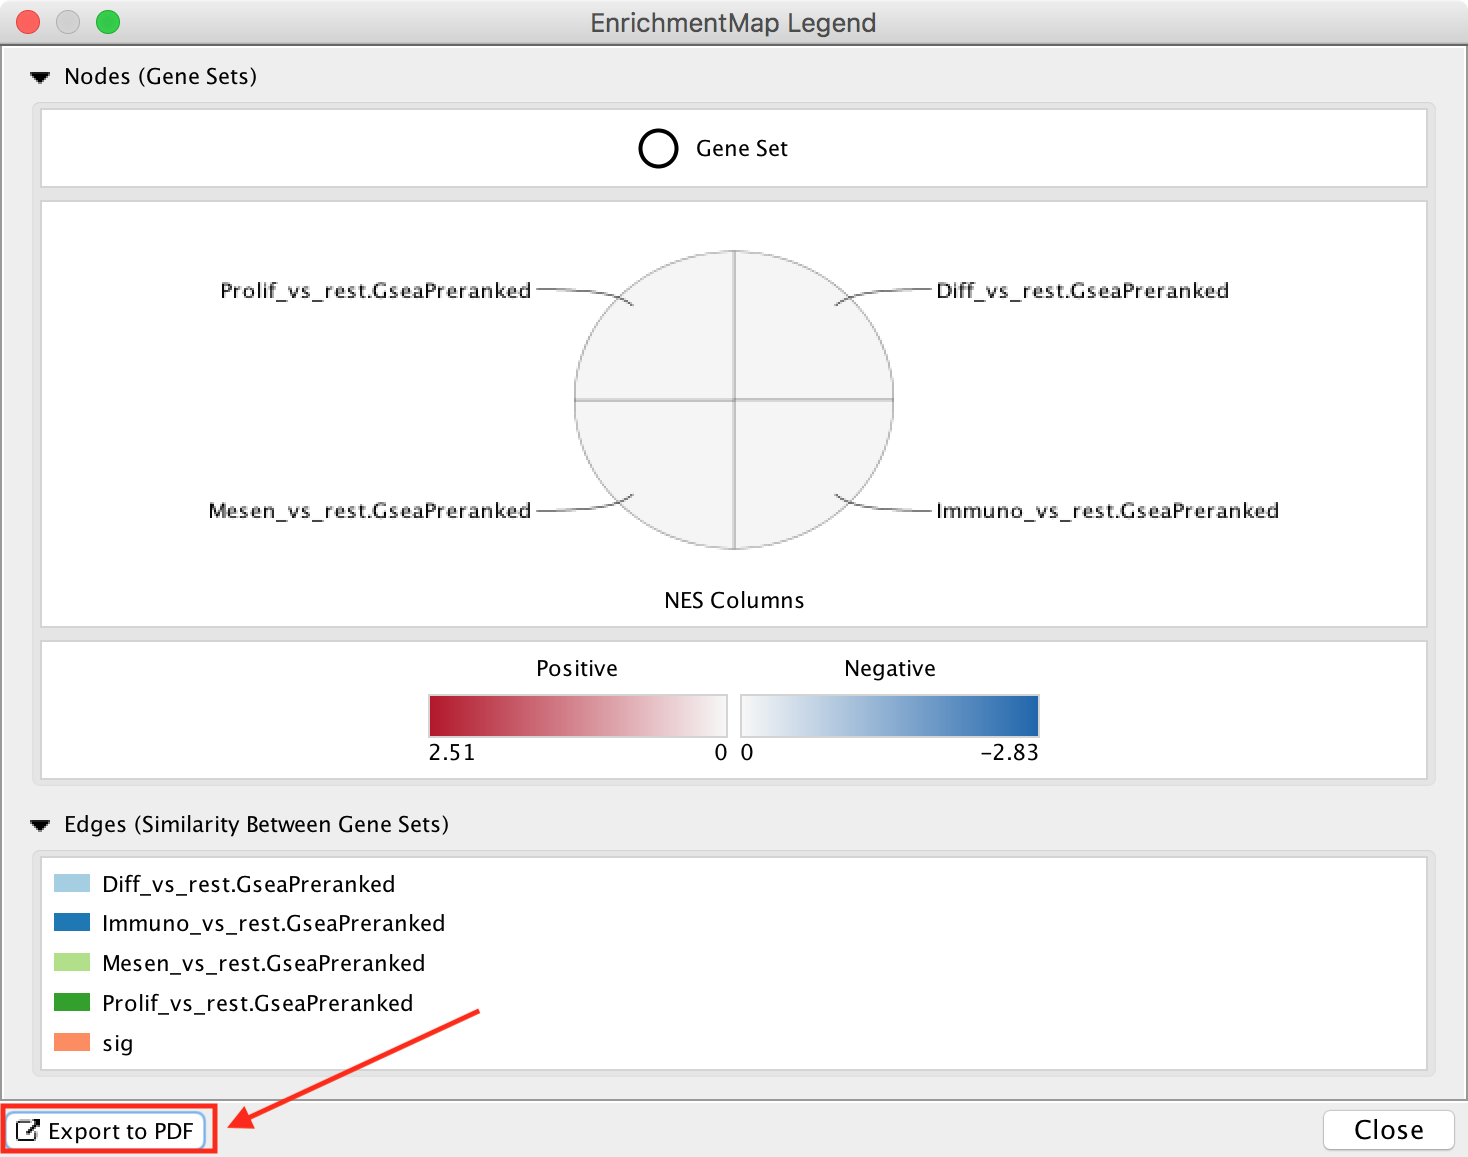 EnrichmentMap Legend
Nodes (Gene Sets)
Gene Set
Prolif_vs_rest.GseaPreranked
Diff_vs_rest.GseaPreranked
Mesen_vs_rest.GseaPreranked
Immuno_vs_rest.GseaPreranked
NES Columns
Positive
Negative
2.51
0
0
-2.83
Edges (Similarity Between Gene Sets)
Diff_vs_rest.GseaPreranked
Immuno_vs_rest.GseaPreranked
Mesen_vs_rest.GseaPreranked
Prolif_vs_rest.GseaPreranked
sig
Export to PDF
Close